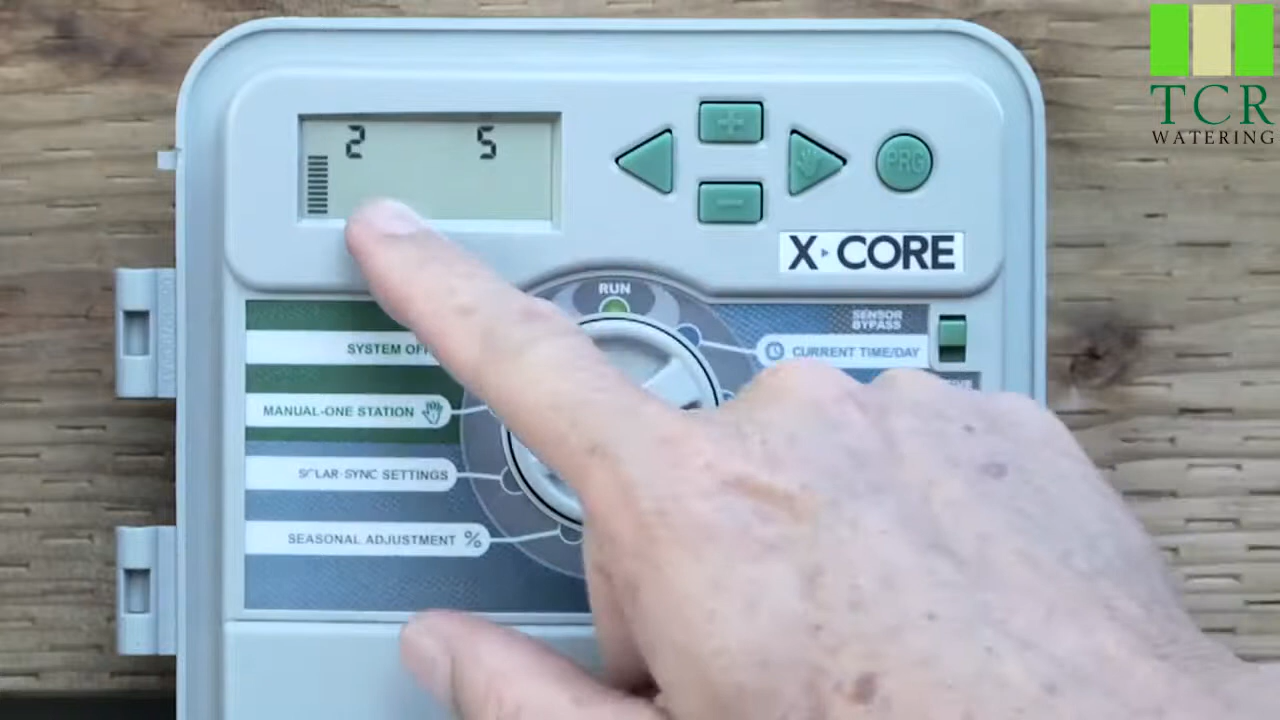 TCR
WATERING
2 5
PRG
X-CORE
RUN
SENSOR
BYPASS
SYSTEM OFF
CURRENT TIME/DAY
MANUAL-ONE STATION
SOLAR-SYNC SETTINGS
SEASONAL ADJUSTMENT %